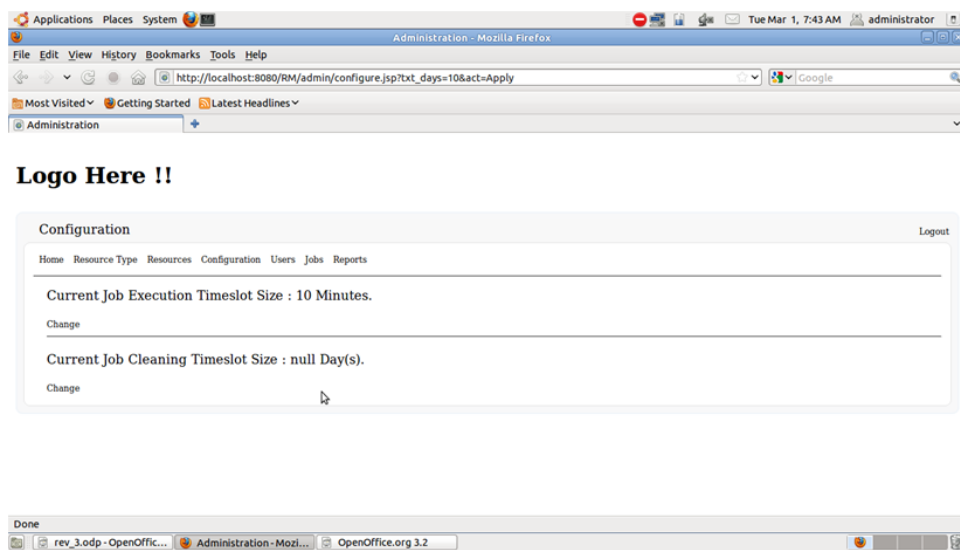 Applications Places System Tue Mar 1, 7:43 AM administrator
Administration - Mozilla Firefox
File Edit View History Bookmarks Tools Help
http://localhost:8080/RM/admin/configure.jsp?txt_days=10&act=Apply Google
Most Visited Getting Started Latest Headlines
Administration
Logo Here !!
Configuration Logout
Home Resource Type Resources Configuration Users Jobs Reports
Current Job Execution Timeslot Size : 10 Minutes.
Change
Current Job Cleaning Timeslot Size : null Day(s).
Change
Done
rev_3.odp - OpenOffic... Administration - Mozi... OpenOffice.org 3.2